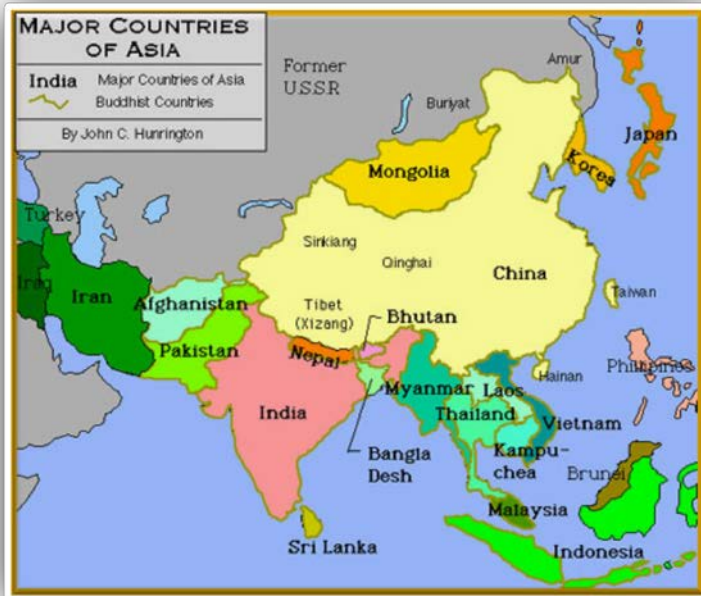 MAJOR COUNTRIES
OF ASIA
India Major Countries of Asia
Buddhist Countries
By John C. Hunrington
Former
USSR
Amur
Buriyat
Japan
Korea
Mongolia
Turkey
Sinkiang
Qinghai
China
Iraq
Iran
Afghanistan
Tibet
(Xizang)
Bhutan
Taiwan
Pakistan
Nepal
Philippines
Hainan
Myanmar
Laos
India
Thailand
Vietnam
Bangla
Desh
Kampu-
chea
Brunei
Malaysia
Sri Lanka
Indonesia